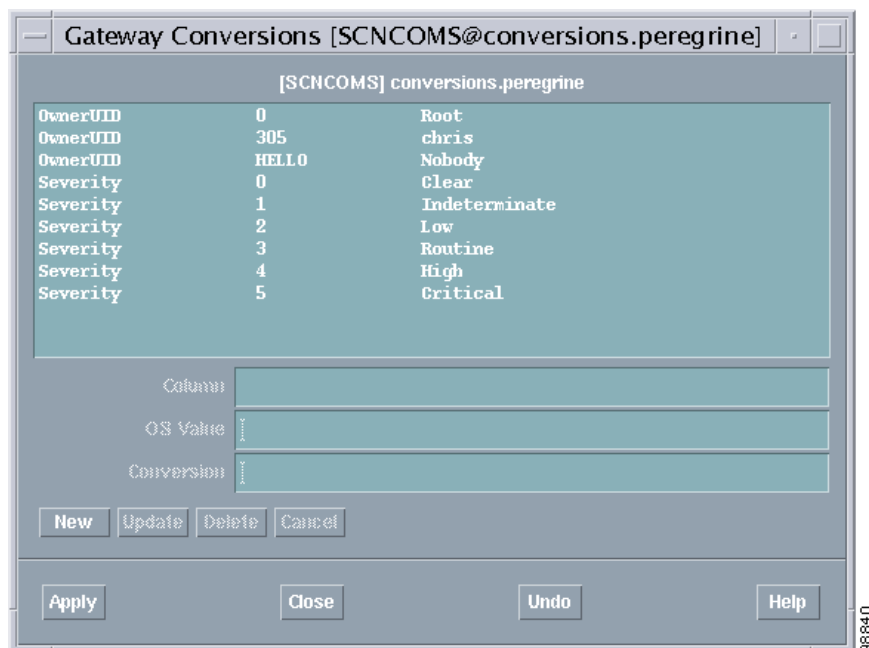 Gateway Conversions [SCNCOMS@conversions.peregrine]
[SCNCOMS] conversions.peregrine
OwnerUID 0 Root
OwnerUID 305 chris
OwnerUID HELLO Nobody
Severity 0 Clear
Severity 1 Indeterminate
Severity 2 Low
Severity 3 Routine
Severity 4 High
Severity 5 Critical
Column
OS Value
Conversion
New Update Delete Cancel
Apply Close Undo Help